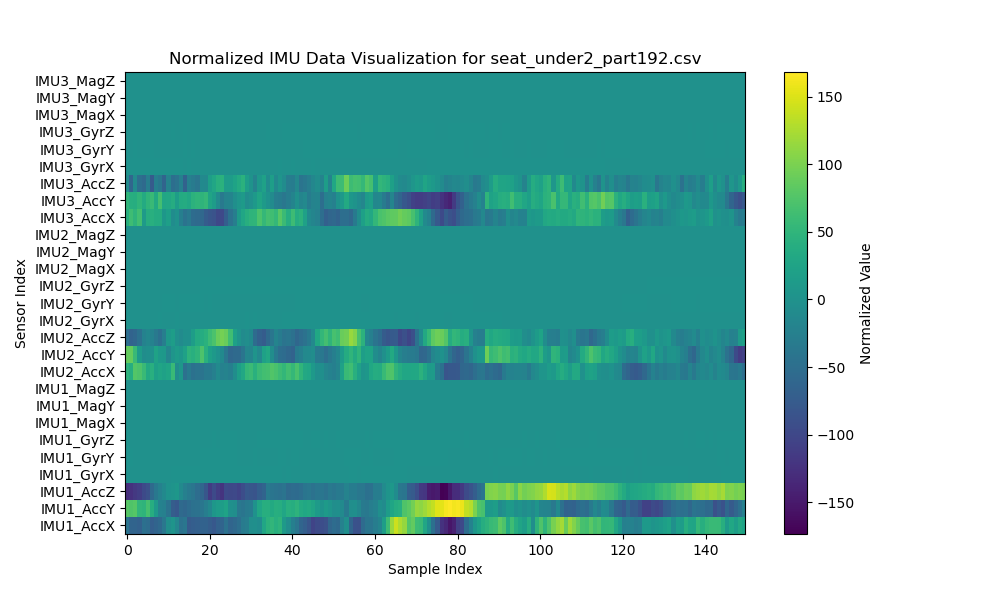 Normalized IMU Data Visualization for seat_under2_part192.csv
IMU3_MagZ
IMU3_MagY
IMU3_MagX
IMU3_GyrZ
IMU3_GyrY
IMU3_GyrX
IMU3_AccZ
IMU3_AccY
IMU3_AccX
IMU2_MagZ
IMU2_MagY
IMU2_MagX
IMU2_GyrZ
IMU2_GyrY
IMU2_GyrX
IMU2_AccZ
IMU2_AccY
IMU2_AccX
IMU1_MagZ
IMU1_MagY
IMU1_MagX
IMU1_GyrZ
IMU1_GyrY
IMU1_GyrX
IMU1_AccZ
IMU1_AccY
IMU1_AccX
Sensor Index
0 20 40 60 80 100 120 140
Sample Index
150
100
50
0
−50
−100
−150
Normalized Value